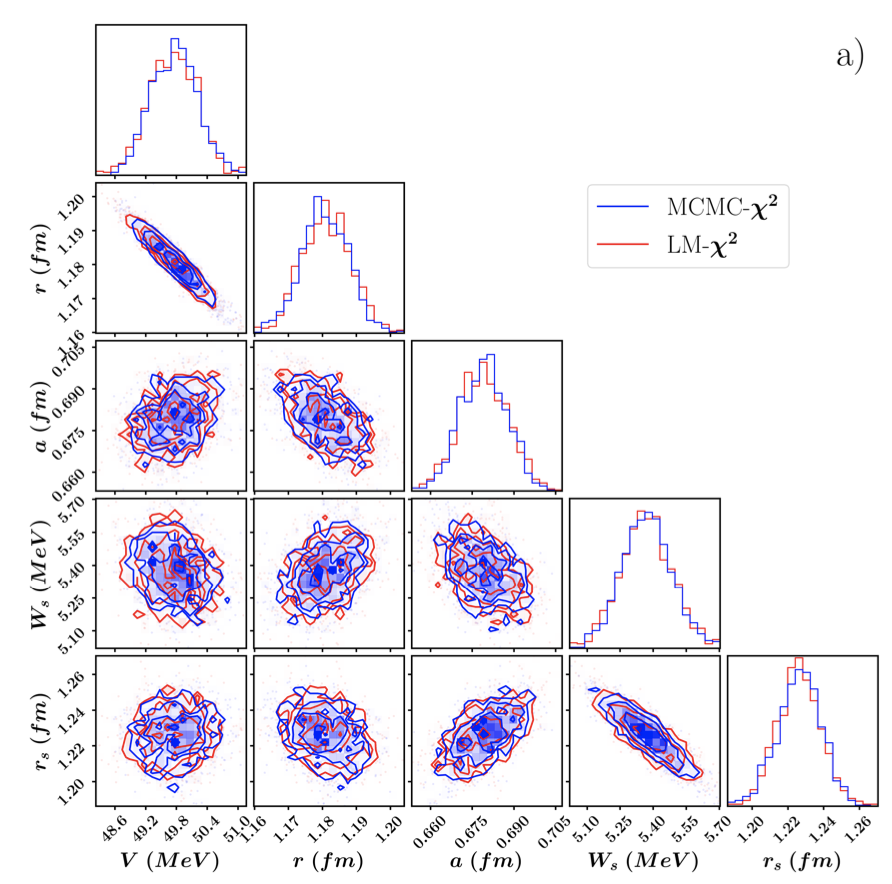 a)
MCMC-χ²
LM-χ²
r (fm)
1.20
1.19
1.18
1.17
1.16
a (fm)
0.705
0.690
0.675
0.660
W_s (MeV)
5.70
5.55
5.40
5.25
5.10
r_s (fm)
1.26
1.24
1.22
1.20
48.6 49.2 49.8 50.4 51.0
V (MeV)
1.16 1.17 1.18 1.19 1.20
r (fm)
0.660 0.675 0.690 0.705
a (fm)
5.10 5.25 5.40 5.55 5.70
W_s (MeV)
1.20 1.22 1.24 1.26
r_s (fm)